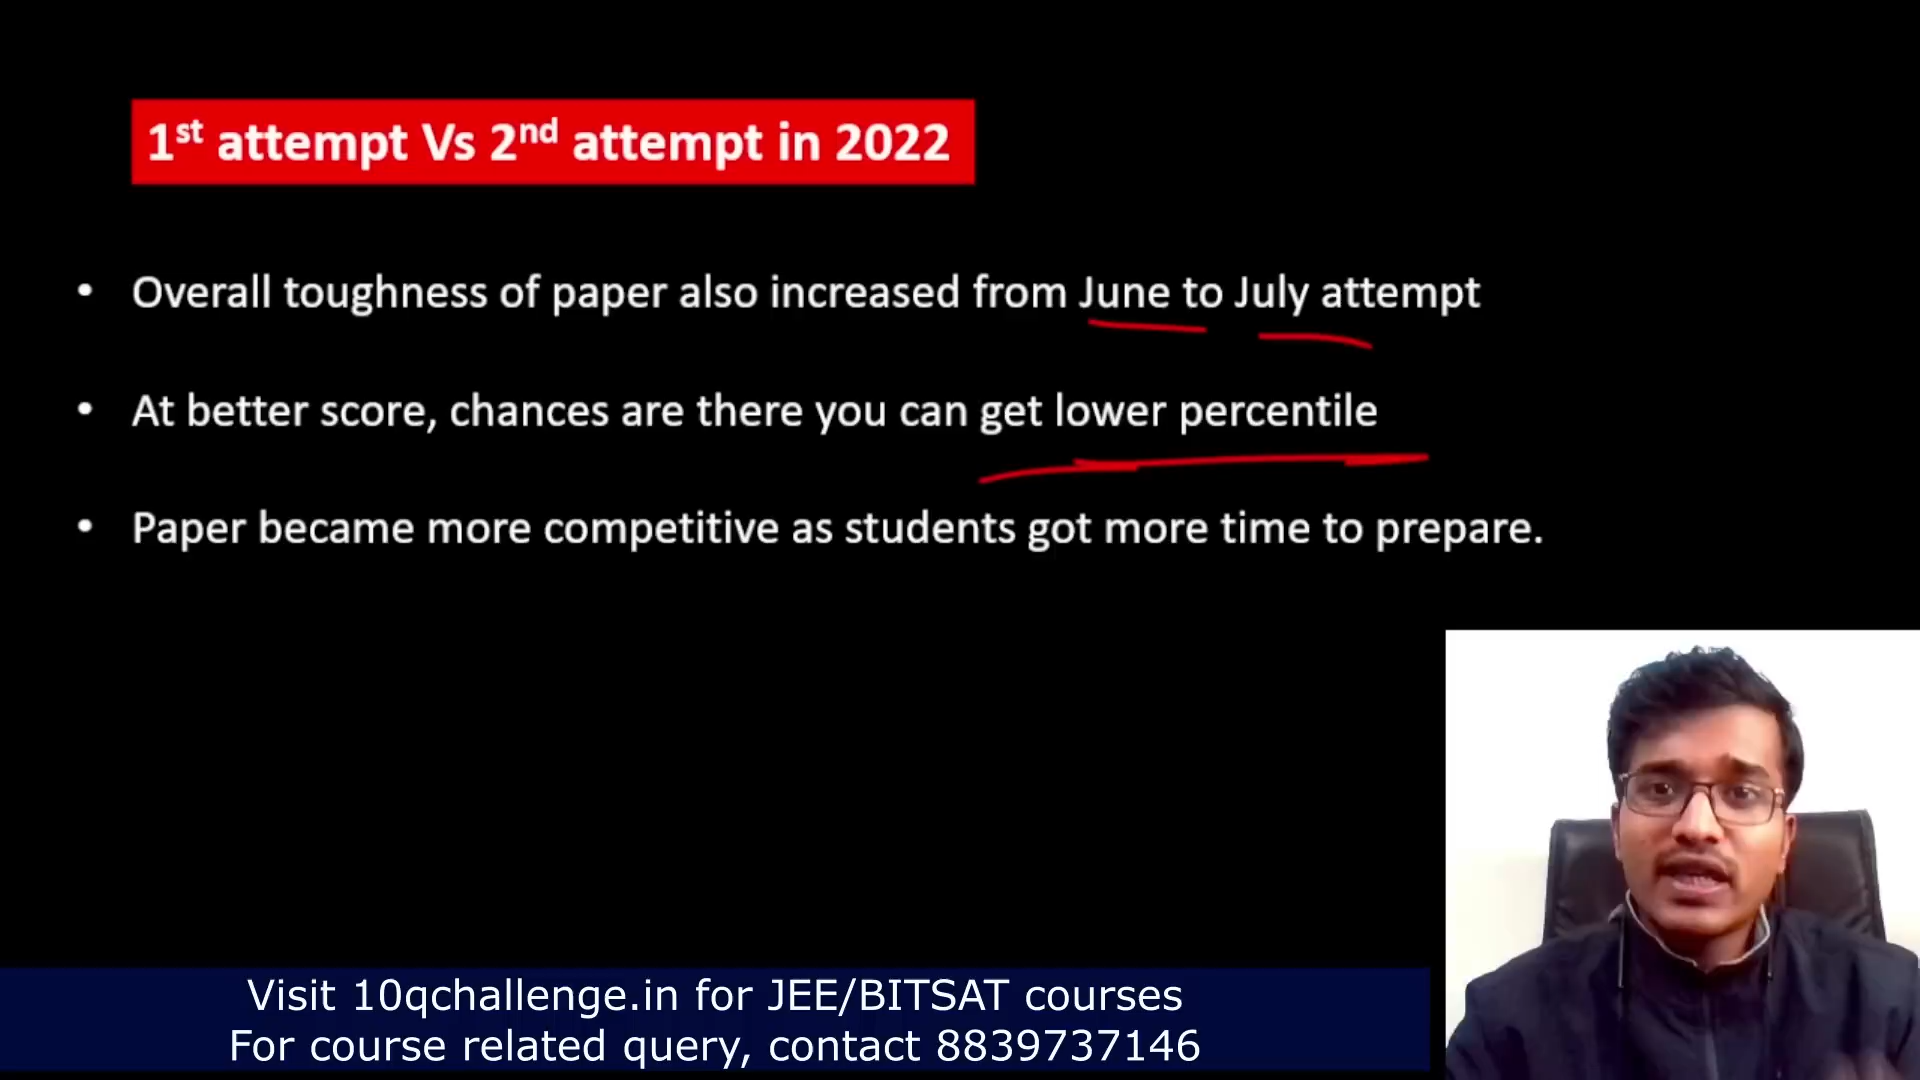 1st attempt Vs 2nd attempt in 2022
• Overall toughness of paper also increased from June to July attempt
• At better score, chances are there you can get lower percentile
• Paper became more competitive as students got more time to prepare.
Visit 10qchallenge.in for JEE/BITSAT courses
For course related query, contact 8839737146